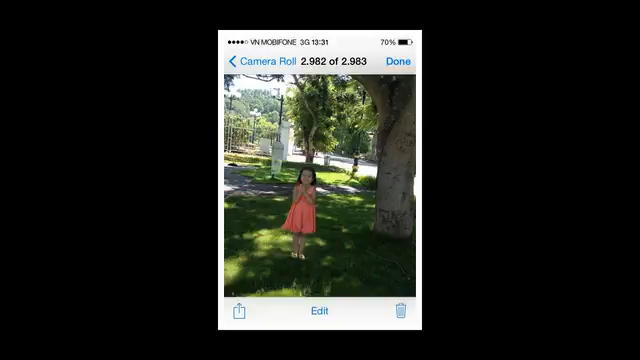 VN MOBIFONE 3G 13:31 70%
Camera Roll 2.982 of 2.983 Done
Edit